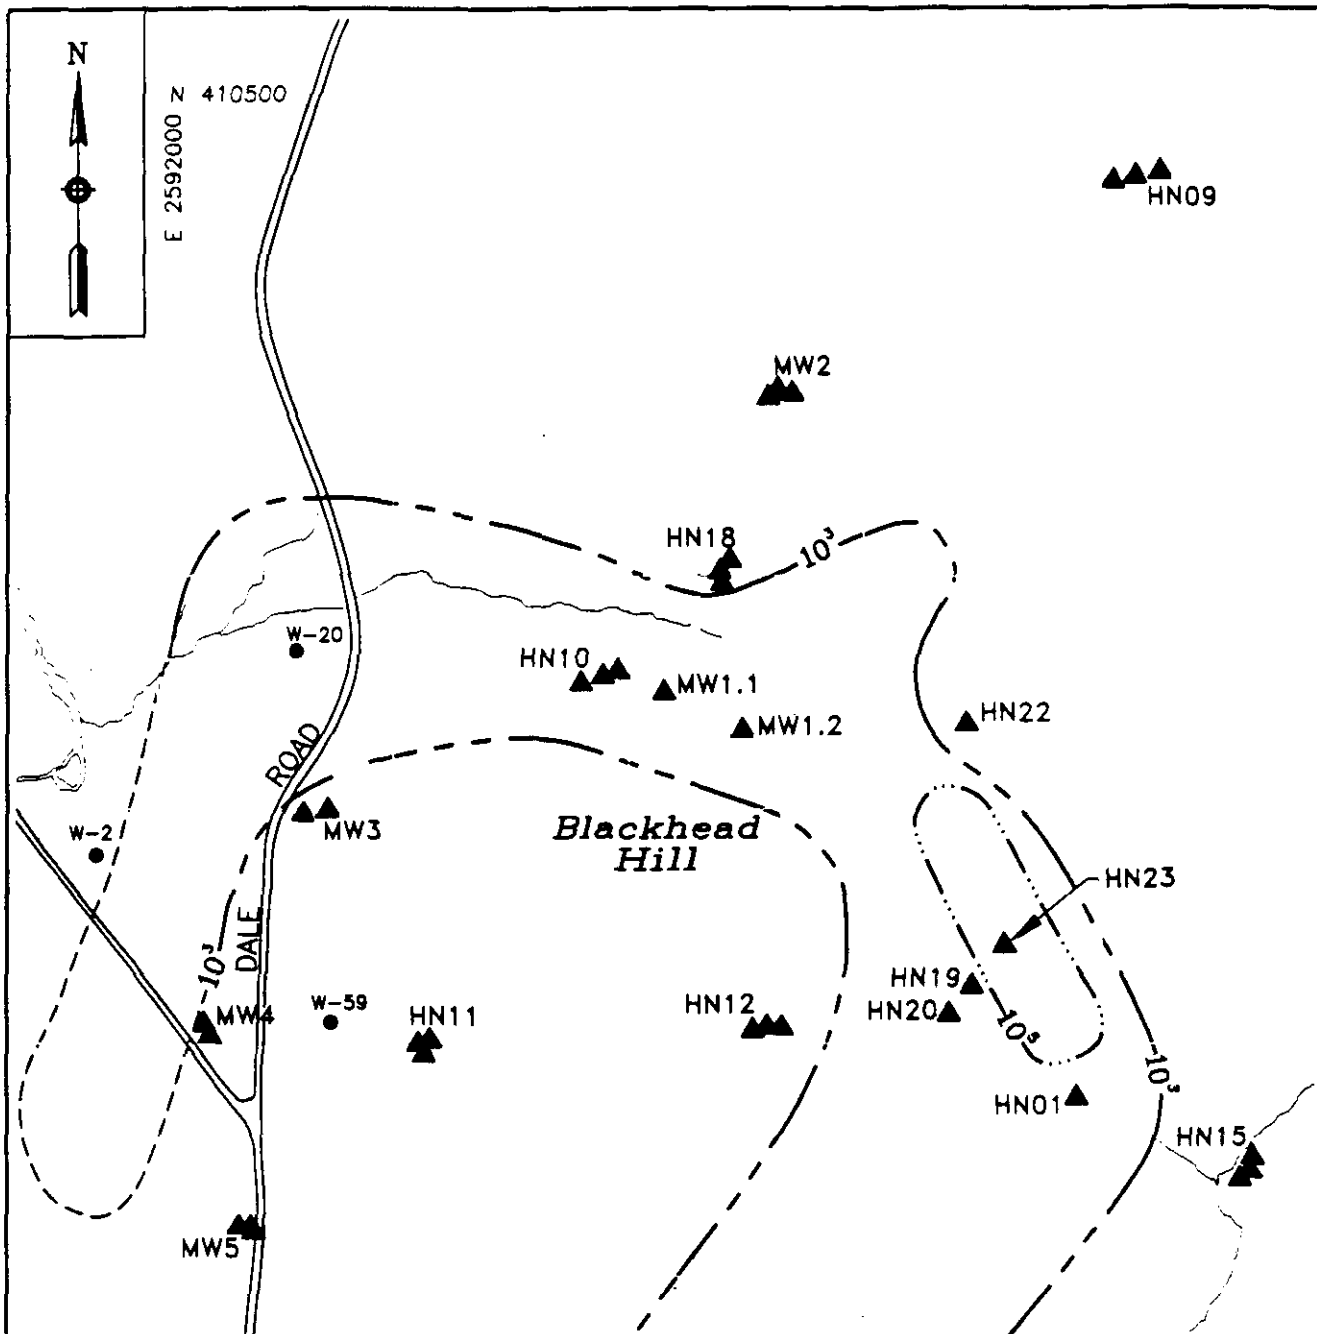 N
N 410500
E 2592000
HN09
MW2
HN18
10³
W-20
HN10
MW1.1
MW1.2
HN22
ROAD
MW3
Blackhead
Hill
W-2
HN23
DALE
10³
HN19
HN20
MW4
W-59
HN11
HN12
10⁵
10³
HN01
HN15
MW5